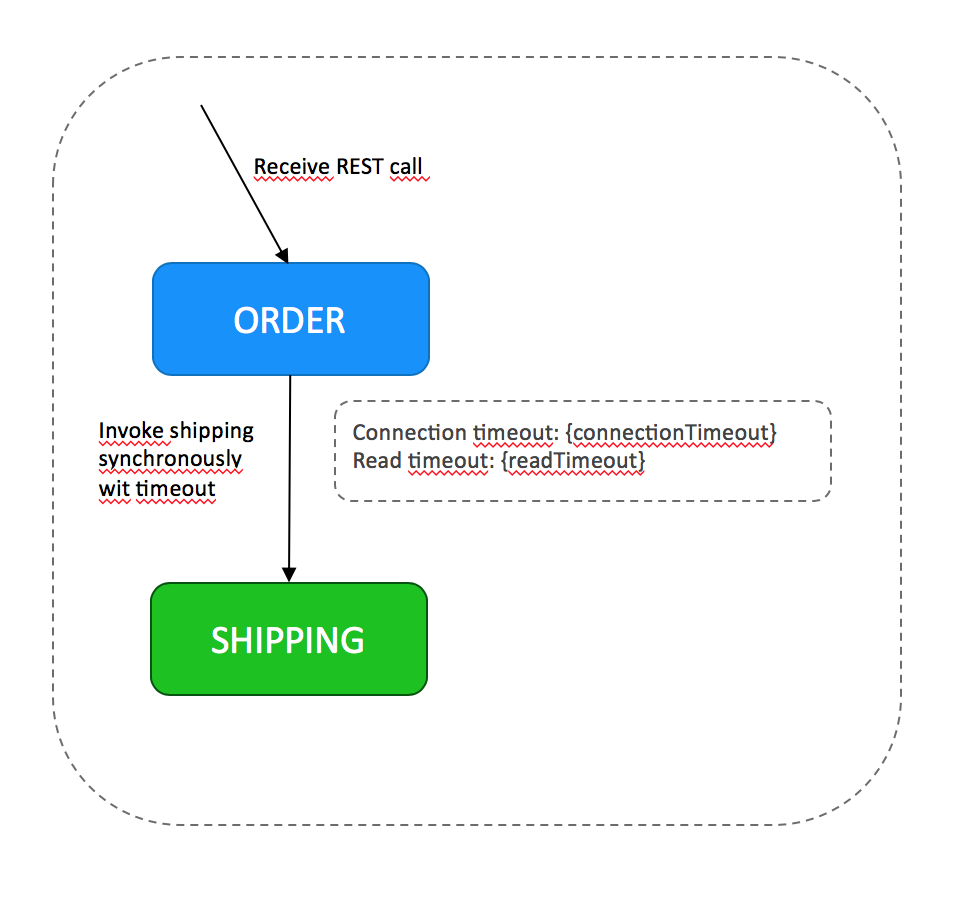 Receive REST call
ORDER
Invoke shipping
synchronously
wit timeout
Connection timeout: {connectionTimeout}
Read timeout: {readTimeout}
SHIPPING